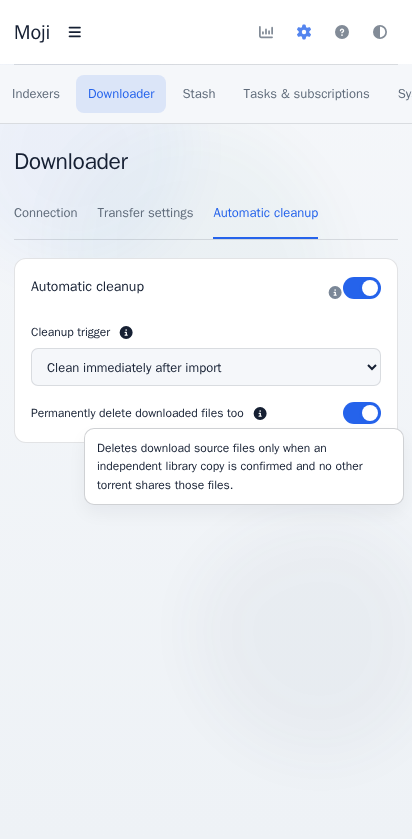 Moji
Indexers
Downloader
Stash
Tasks & subscriptions
Sy
Downloader
Connection
Transfer settings
Automatic cleanup
Automatic cleanup
Cleanup trigger
Clean immediately after import
Permanently delete downloaded files too
Deletes download source files only when an
independent library copy is confirmed and no other
torrent shares those files.